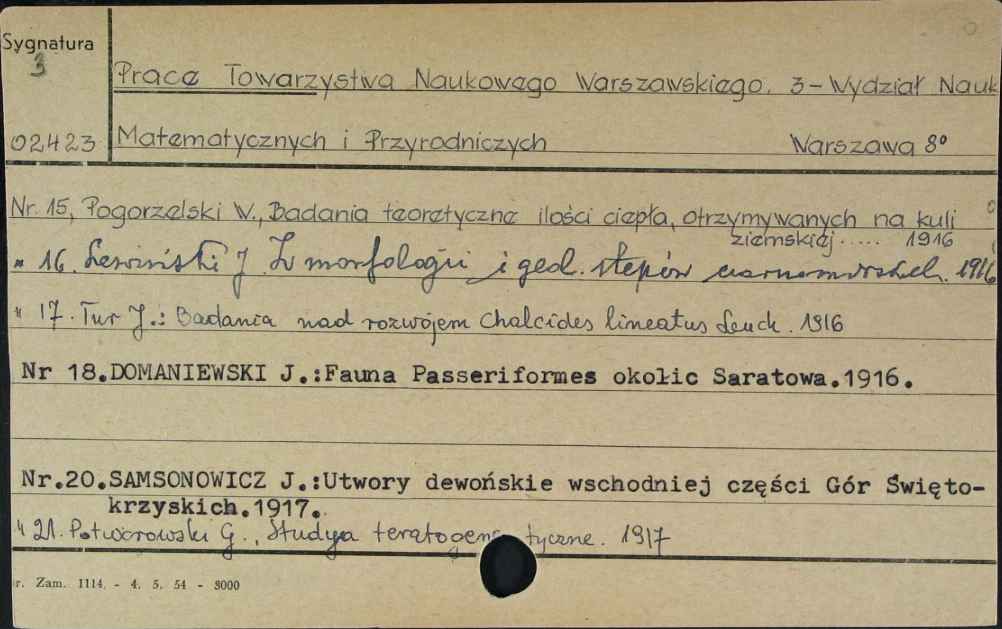 Sygnatura
3
Prace Towarzystwa Naukowego Warszawskiego. 3-Wydział Nauk
02423 Matematycznych i Przyrodniczych Warszawa 8°
Nr. 15, Pogorzelski W., Badania teoretyczne ilości ciepła, otrzymywanych na kuli
ziemskiej ..... 1916
" 16. Lewiński J. Z morfologii i geol. stepów czarnomorskich. 1916
" 17. Tur J.: Badania nad rozwojem Chalcides lineatus Leuck. 1916
Nr 18.DOMANIEWSKI J.:Fauna Passeriformes okolic Saratowa.1916.
Nr.20.SAMSONOWICZ J.:Utwory dewońskie wschodniej części Gór Święto-
krzyskich.1917.
" 21. Potworowski G., Studya teratogenetyczne. 1917
r. Zam. 1114. - 4. 5. 54 - 3000